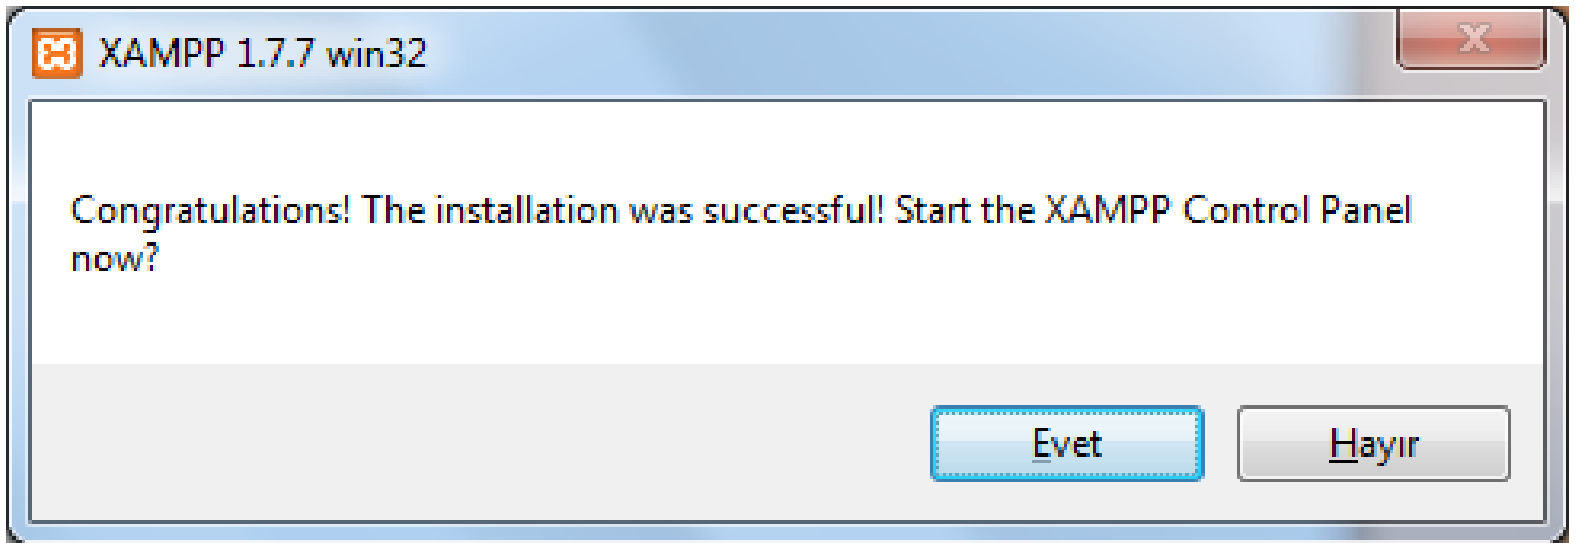 XAMPP 1.7.7 win32
Congratulations! The installation was successful! Start the XAMPP Control Panel
now?
Evet Hayır